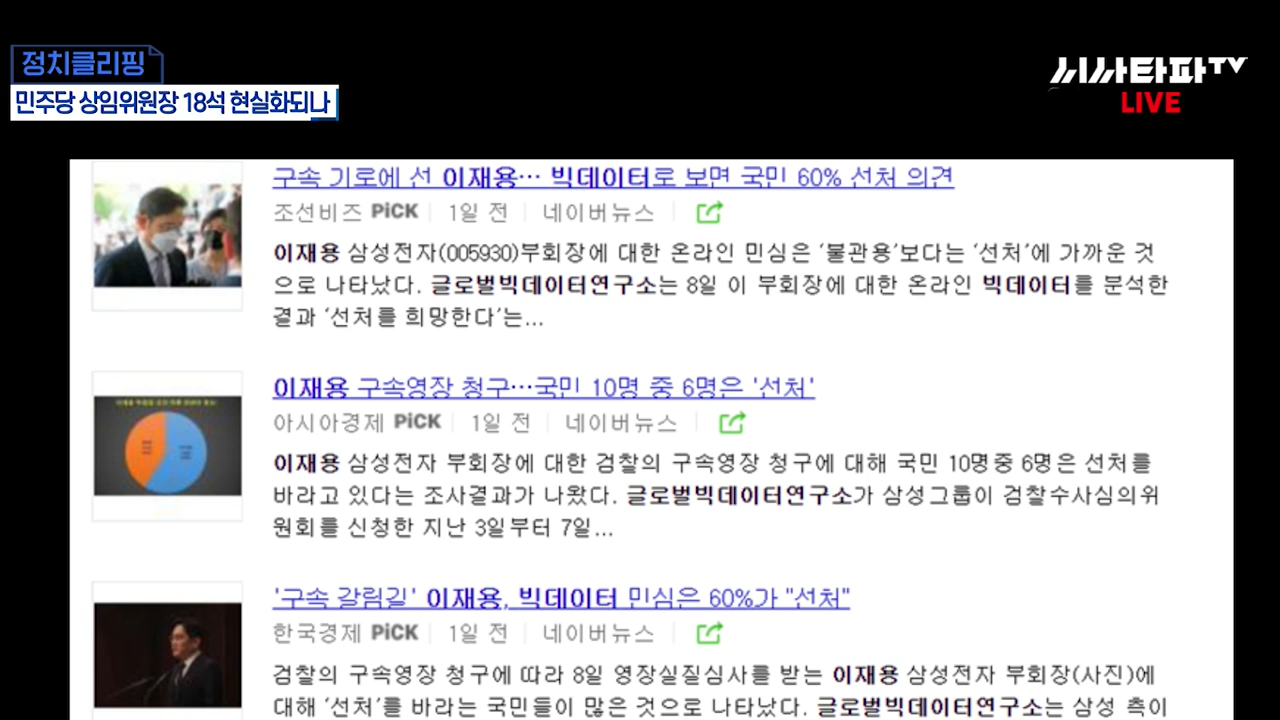 정치클리핑
민주당 상임위원장 18석 현실화되나
시사타파TV
LIVE
구속 기로에 선 이재용… 빅데이터로 보면 국민 60% 선처 의견
조선비즈 PiCK 1일 전 네이버뉴스
이재용 삼성전자(005930)부회장에 대한 온라인 민심은 ‘불관용’보다는 ‘선처’에 가까운 것
으로 나타났다. 글로벌빅데이터연구소는 8일 이 부회장에 대한 온라인 빅데이터를 분석한
결과 ‘선처를 희망한다’는...
이재용 구속영장 청구…국민 10명 중 6명은 '선처'
아시아경제 PiCK 1일 전 네이버뉴스
이재용 삼성전자 부회장에 대한 검찰의 구속영장 청구에 대해 국민 10명중 6명은 선처를
바라고 있다는 조사결과가 나왔다. 글로벌빅데이터연구소가 삼성그룹이 검찰수사심의위
원회를 신청한 지난 3일부터 7일...
'구속 갈림길' 이재용, 빅데이터 민심은 60%가 "선처"
한국경제 PiCK 1일 전 네이버뉴스
검찰의 구속영장 청구에 따라 8일 영장실질심사를 받는 이재용 삼성전자 부회장(사진)에
대해 ‘선처’를 바라는 국민들이 많은 것으로 나타났다. 글로벌빅데이터연구소는 삼성 측이